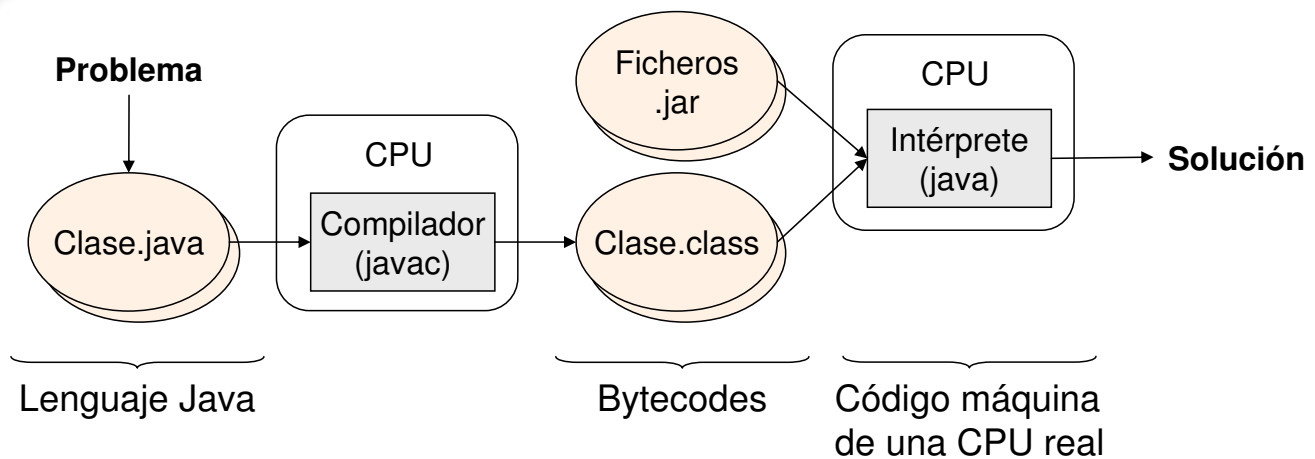 Problema
Clase.java
CPU
Compilador
(javac)
Ficheros
.jar
Clase.class
CPU
Intérprete
(java)
Solución
Lenguaje Java
Bytecodes
Código máquina
de una CPU real